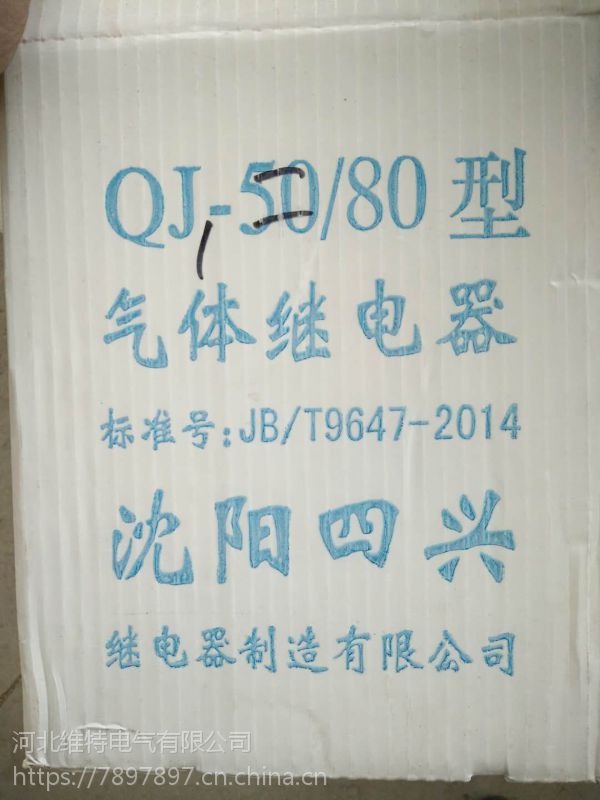 QJ-50/80型
气体继电器
标准号:JB/T9647-2014
沈阳四兴
继电器制造有限公司
河北维特电气有限公司
https://7897897.cn.china.cn